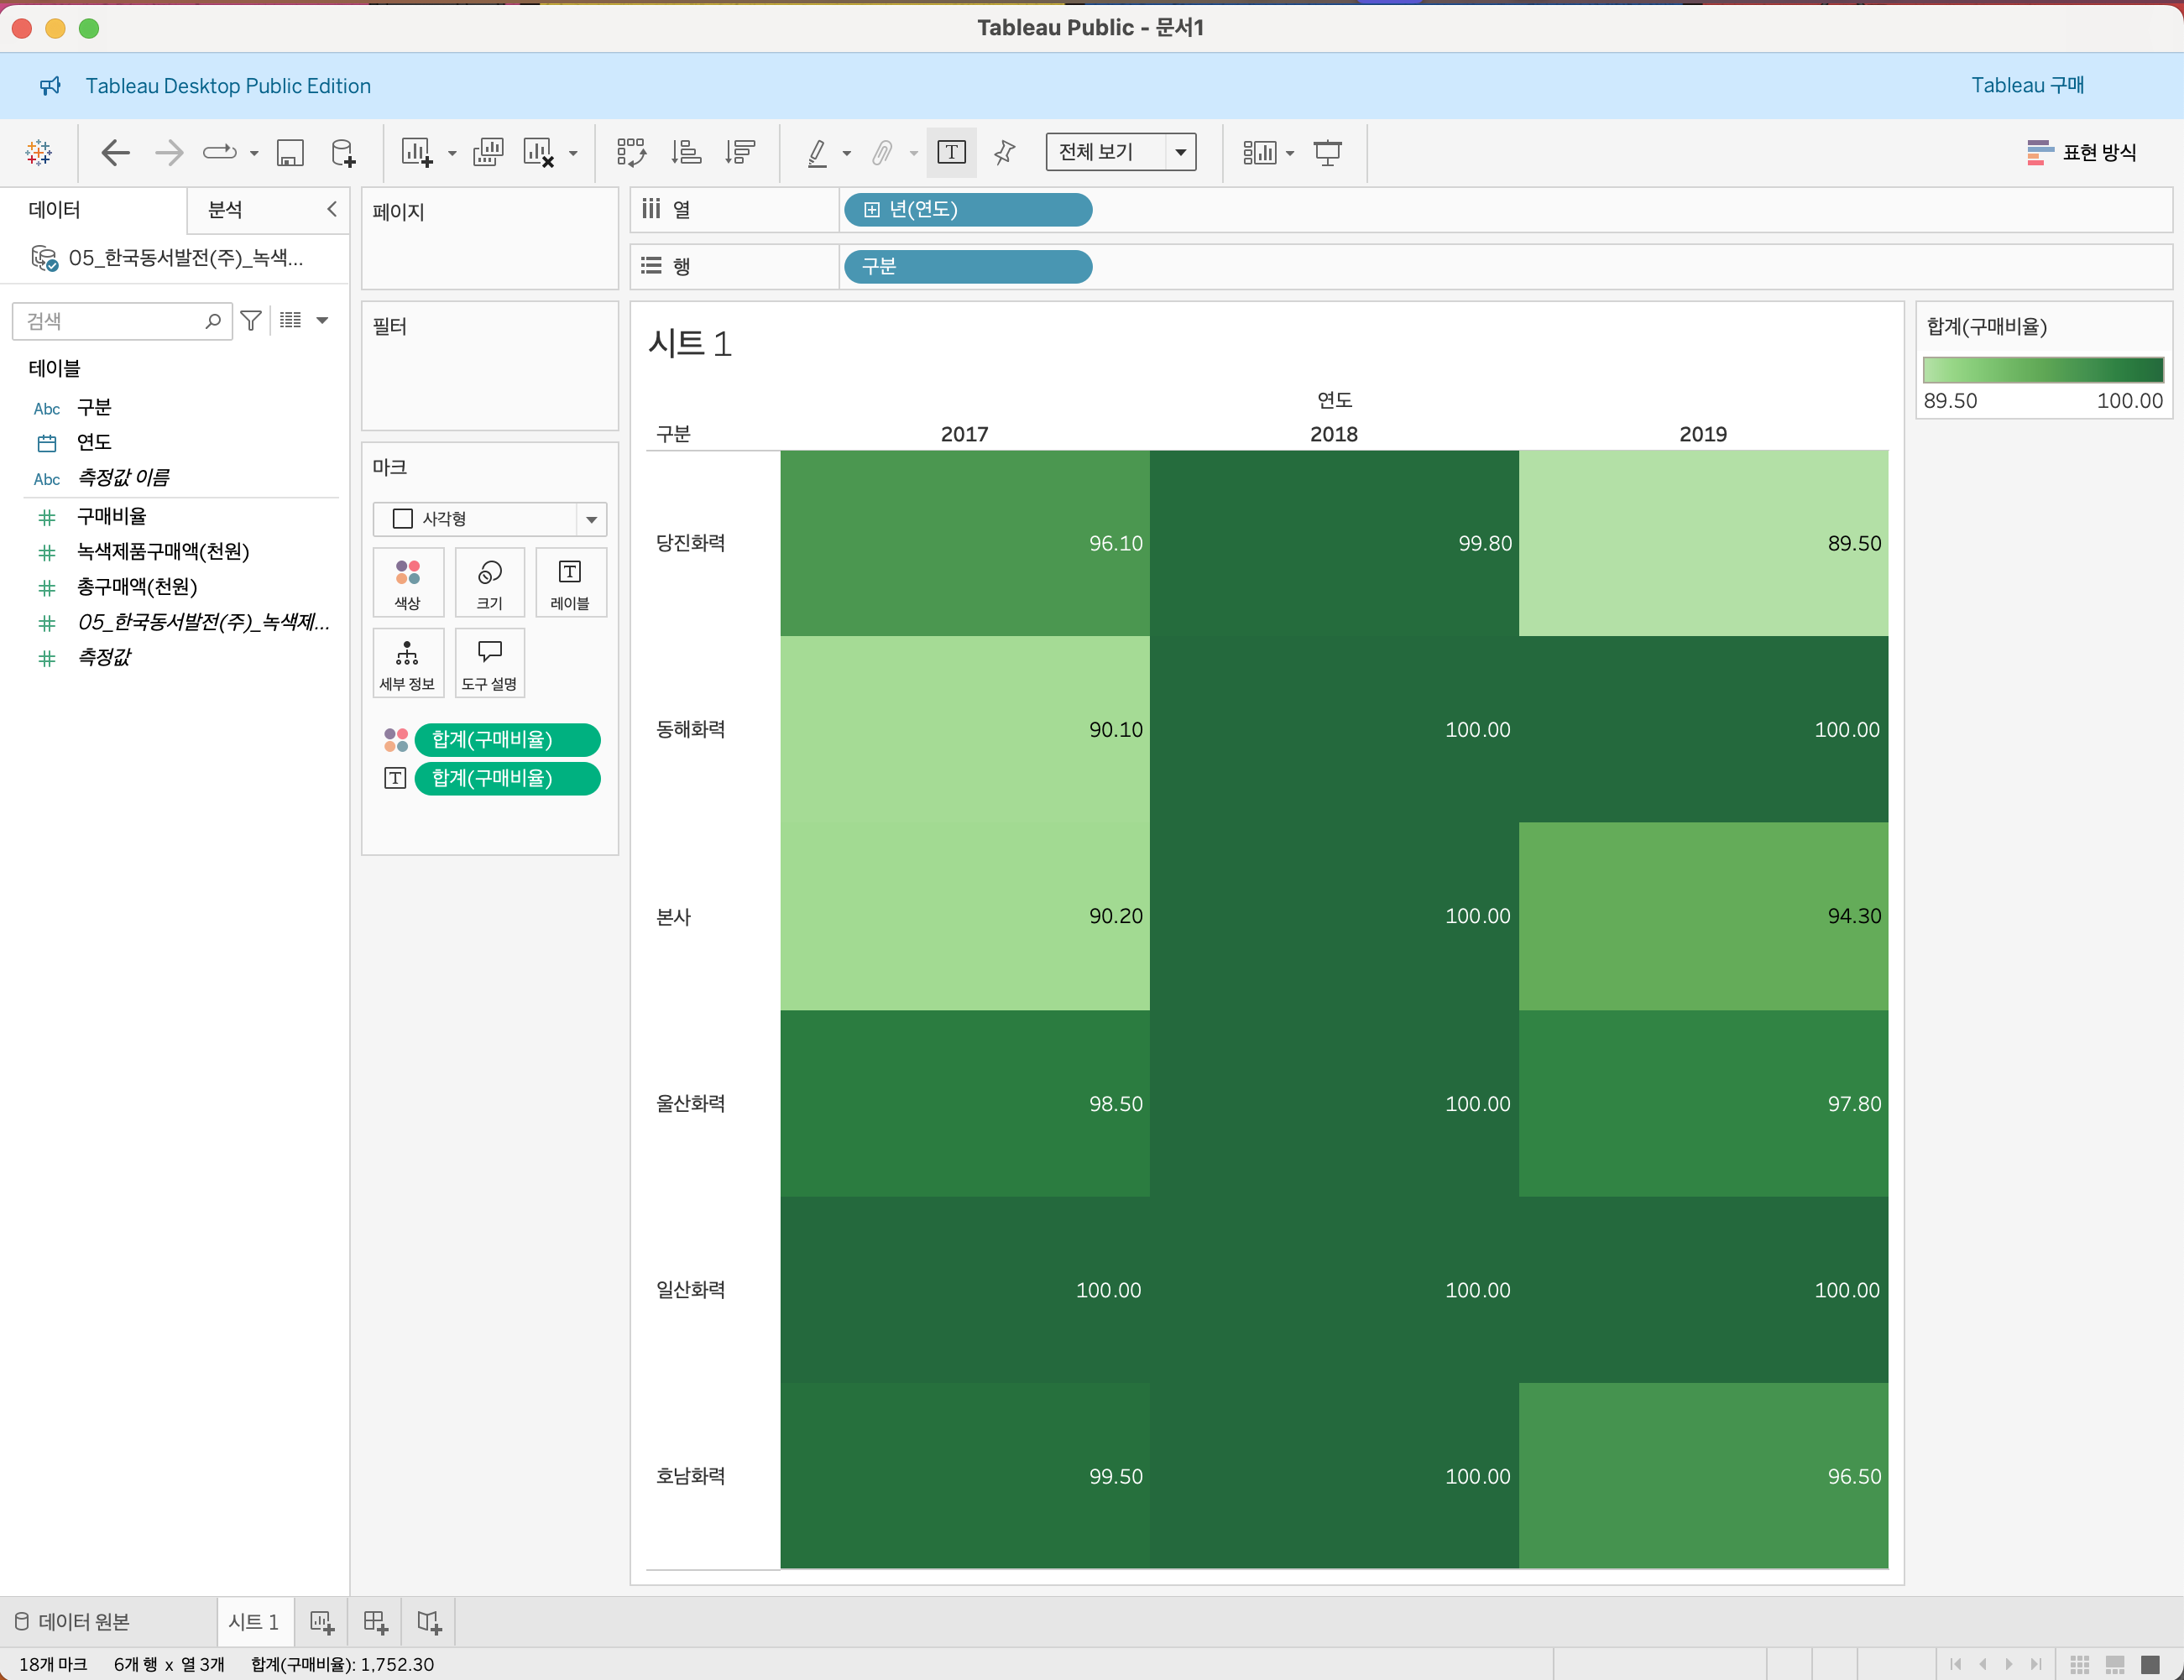 Tableau Public - 문서1
Tableau Desktop Public Edition
Tableau 구매
전체 보기
표현 방식
데이터
분석
05_한국동서발전(주)_녹색...
검색
테이블
Abc 구분
연도
Abc 측정값 이름
구매비율
녹색제품구매액(천원)
총구매액(천원)
05_한국동서발전(주)_녹색제...
측정값
페이지
필터
마크
사각형
색상 크기 레이블
세부 정보 도구 설명
합계(구매비율)
합계(구매비율)
열 년(연도)
행 구분
시트 1
연도
구분 2017 2018 2019
당진화력 96.10 99.80 89.50
동해화력 90.10 100.00 100.00
본사 90.20 100.00 94.30
울산화력 98.50 100.00 97.80
일산화력 100.00 100.00 100.00
호남화력 99.50 100.00 96.50
합계(구매비율)
89.50 100.00
데이터 원본 시트 1
18개 마크 6개 행 x 열 3개 합계(구매비율): 1,752.30